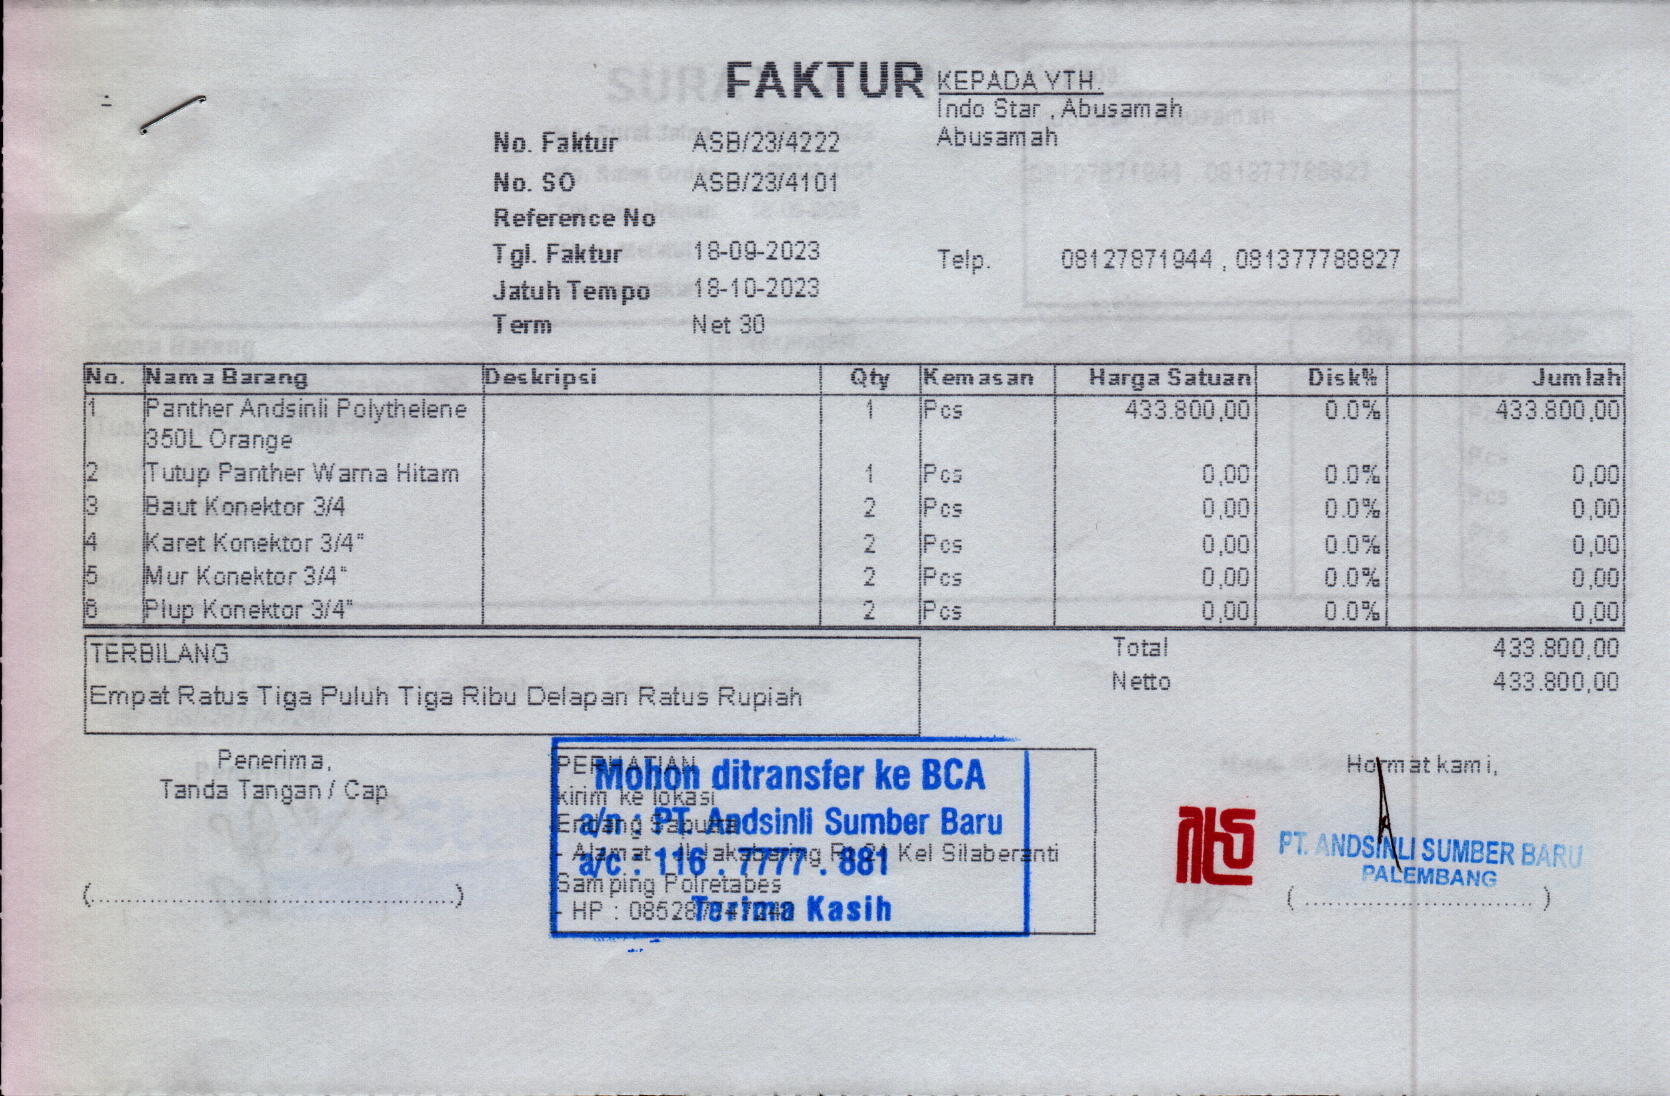 FAKTUR
KEPADA YTH.
Indo Star , Abusamah
Abusamah
No. Faktur ASB/23/4222
No. SO ASB/23/4101
Reference No
Tgl. Faktur 18-09-2023
Telp. 08127871944 , 081377788827
Jatuh Tempo 18-10-2023
Term Net 30
No. Nama Barang Deskripsi Qty Kemasan Harga Satuan Disk% Jumlah
1 Panther Andsinli Polythelene 1 Pcs 433.800,00 0.0% 433.800,00
350L Orange
2 Tutup Panther Warna Hitam 1 Pcs 0,00 0.0% 0,00
3 Baut Konektor 3/4 2 Pcs 0,00 0.0% 0,00
4 Karet Konektor 3/4" 2 Pcs 0,00 0.0% 0,00
5 Mur Konektor 3/4" 2 Pcs 0,00 0.0% 0,00
6 Plup Konektor 3/4" 2 Pcs 0,00 0.0% 0,00
TERBILANG
Empat Ratus Tiga Puluh Tiga Ribu Delapan Ratus Rupiah
Total 433.800,00
Netto 433.800,00
Penerima,
Tanda Tangan / Cap
(...........................................................)
PERHATIAN
kirim ke lokasi
Endang Saputra
- Alamat : Jl Jakabaring Kel Silaberanti
Samping Polretabes
- HP :
Mohon ditransfer ke BCA
a/n : PT. Andsinli Sumber Baru
a/c : 116 . 7777 . 881
Terima Kasih
Hormat kami,
PT. ANDSINLI SUMBER BARU
PALEMBANG
( .................................... )